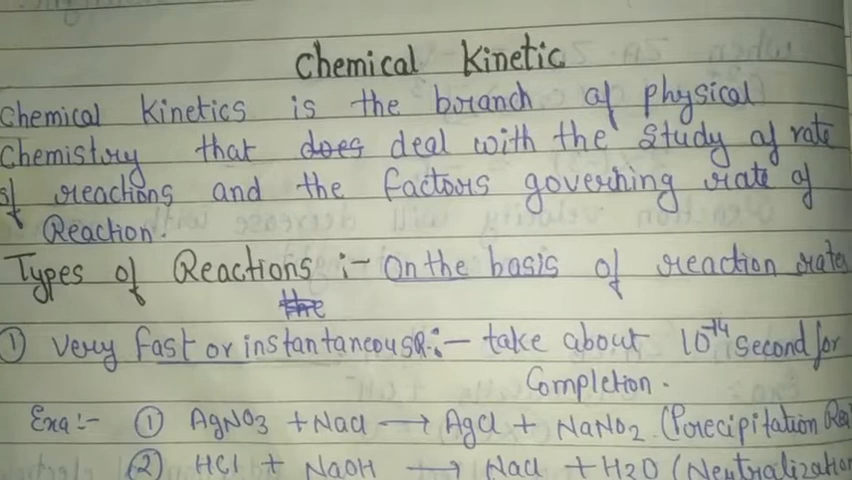 Chemical Kinetic
Chemical Kinetics is the branch of physical
Chemistry that does deal with the study of rate
of reactions and the factors governing rate of
Reaction.
Types of Reactions :- On the basis of reaction rates
the
① Very fast or instantaneous R :- take about 10⁻¹⁴ second for
Completion.
Exa :- ① AgNO₃ + NaCl → AgCl + NaNO₂ (Precipitation Rea
② HCl + NaOH → NaCl + H2O (Neutralization